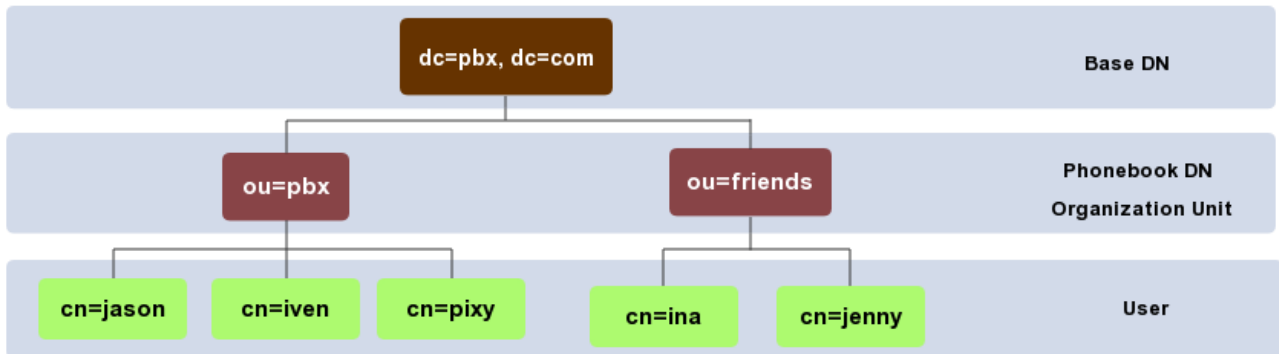 dc=pbx, dc=com
Base DN
ou=pbx
ou=friends
Phonebook DN
Organization Unit
cn=jason
cn=iven
cn=pixy
cn=ina
cn=jenny
User